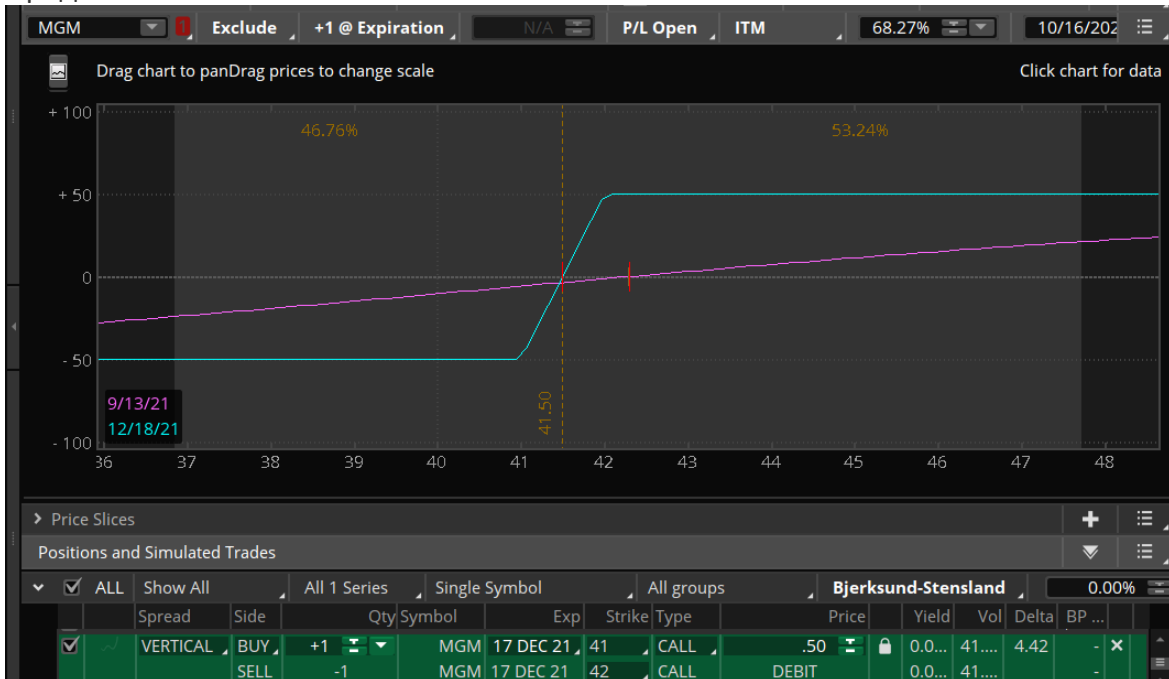 MGM 1 Exclude +1 @ Expiration N/A P/L Open ITM 68.27% 10/16/202
Drag chart to panDrag prices to change scale Click chart for data
+ 100
46.76% 53.24%
+ 50
0
- 50
41.50
9/13/21
12/18/21
- 100
36 37 38 39 40 41 42 43 44 45 46 47 48
Price Slices
Positions and Simulated Trades
ALL Show All All 1 Series Single Symbol All groups Bjerksund-Stensland 0.00%
Spread Side Qty Symbol Exp Strike Type Price Yield Vol Delta BP ...
VERTICAL BUY +1 MGM 17 DEC 21 41 CALL .50 0.0... 41.... 4.42 -
SELL -1 MGM 17 DEC 21 42 CALL DEBIT 0.0... 41.... -